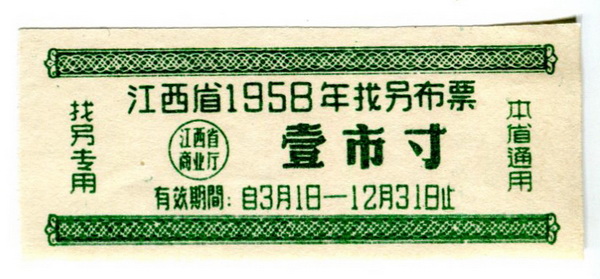 江西省1958年找另布票
找另专用
江西省
商业厅
壹市寸
本省通用
有效期間：自3月1日—12月31日止